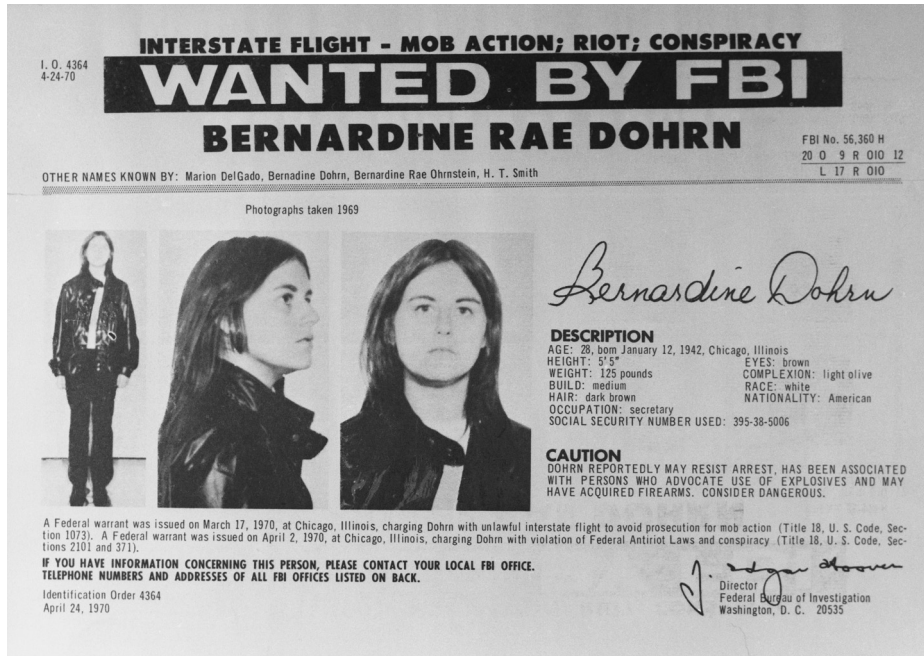 I. O. 4364
4-24-70
INTERSTATE FLIGHT - MOB ACTION; RIOT; CONSPIRACY
WANTED BY FBI
BERNARDINE RAE DOHRN
FBI No. 56,360 H
20 O 9 R OIO 12
L 17 R OIO
OTHER NAMES KNOWN BY: Marion DelGado, Bernadine Dohrn, Bernardine Rae Ohrnstein, H. T. Smith
Photographs taken 1969
Bernardine Dohrn
DESCRIPTION
AGE: 28, born January 12, 1942, Chicago, Illinois
HEIGHT: 5'5" EYES: brown
WEIGHT: 125 pounds COMPLEXION: light olive
BUILD: medium RACE: white
HAIR: dark brown NATIONALITY: American
OCCUPATION: secretary
SOCIAL SECURITY NUMBER USED: 395-38-5006
CAUTION
DOHRN REPORTEDLY MAY RESIST ARREST, HAS BEEN ASSOCIATED
WITH PERSONS WHO ADVOCATE USE OF EXPLOSIVES AND MAY
HAVE ACQUIRED FIREARMS. CONSIDER DANGEROUS.
A Federal warrant was issued on March 17, 1970, at Chicago, Illinois, charging Dohrn with unlawful interstate flight to avoid prosecution for mob action (Title 18, U. S. Code, Sec-
tion 1073). A Federal warrant was issued on April 2, 1970, at Chicago, Illinois, charging Dohrn with violation of Federal Antiriot Laws and conspiracy (Title 18, U. S. Code, Sec-
tions 2101 and 371).
IF YOU HAVE INFORMATION CONCERNING THIS PERSON, PLEASE CONTACT YOUR LOCAL FBI OFFICE.
TELEPHONE NUMBERS AND ADDRESSES OF ALL FBI OFFICES LISTED ON BACK.
Identification Order 4364
April 24, 1970
J. Edgar Hoover
Director
Federal Bureau of Investigation
Washington, D. C. 20535